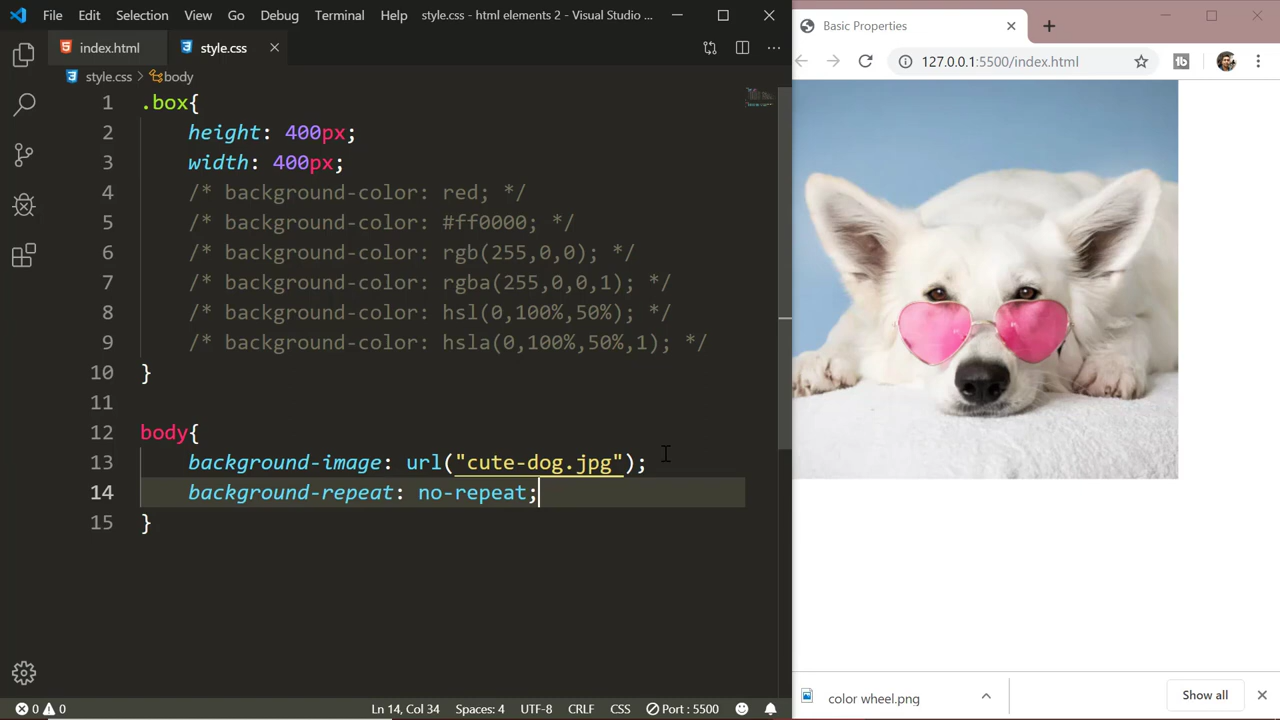 File Edit Selection View Go Debug Terminal Help style.css - html elements 2 - Visual Studio ...
Basic Properties
index.html style.css
127.0.0.1:5500/index.html
style.css > body
1 .box{
2 height: 400px;
3 width: 400px;
4 /* background-color: red; */
5 /* background-color: #ff0000; */
6 /* background-color: rgb(255,0,0); */
7 /* background-color: rgba(255,0,0,1); */
8 /* background-color: hsl(0,100%,50%); */
9 /* background-color: hsla(0,100%,50%,1); */
10 }
11
12 body{
13 background-image: url("cute-dog.jpg");
14 background-repeat: no-repeat;
15 }
color wheel.png Show all
0 0 Ln 14, Col 34 Spaces: 4 UTF-8 CRLF CSS Port : 5500